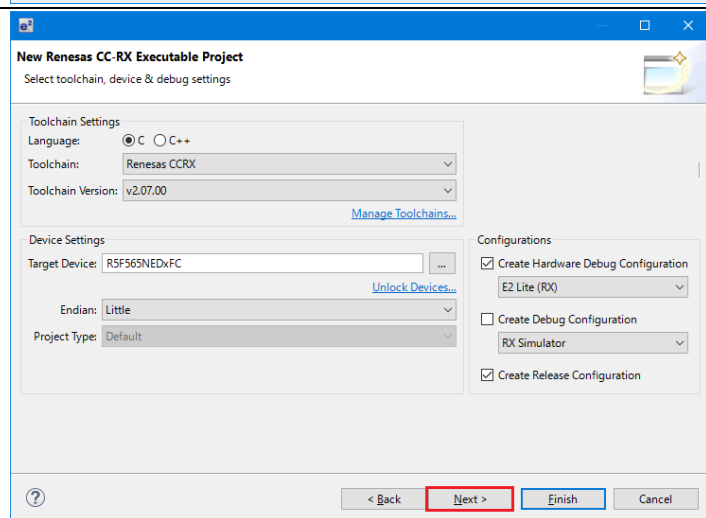 e²
New Renesas CC-RX Executable Project
Select toolchain, device & debug settings
Toolchain Settings
Language: C C++
Toolchain: Renesas CCRX
Toolchain Version: v2.07.00
Manage Toolchains...
Device Settings
Target Device: R5F565NEDxFC ...
Unlock Devices...
Endian: Little
Project Type: Default
Configurations
Create Hardware Debug Configuration
E2 Lite (RX)
Create Debug Configuration
RX Simulator
Create Release Configuration
? < Back Next > Finish Cancel